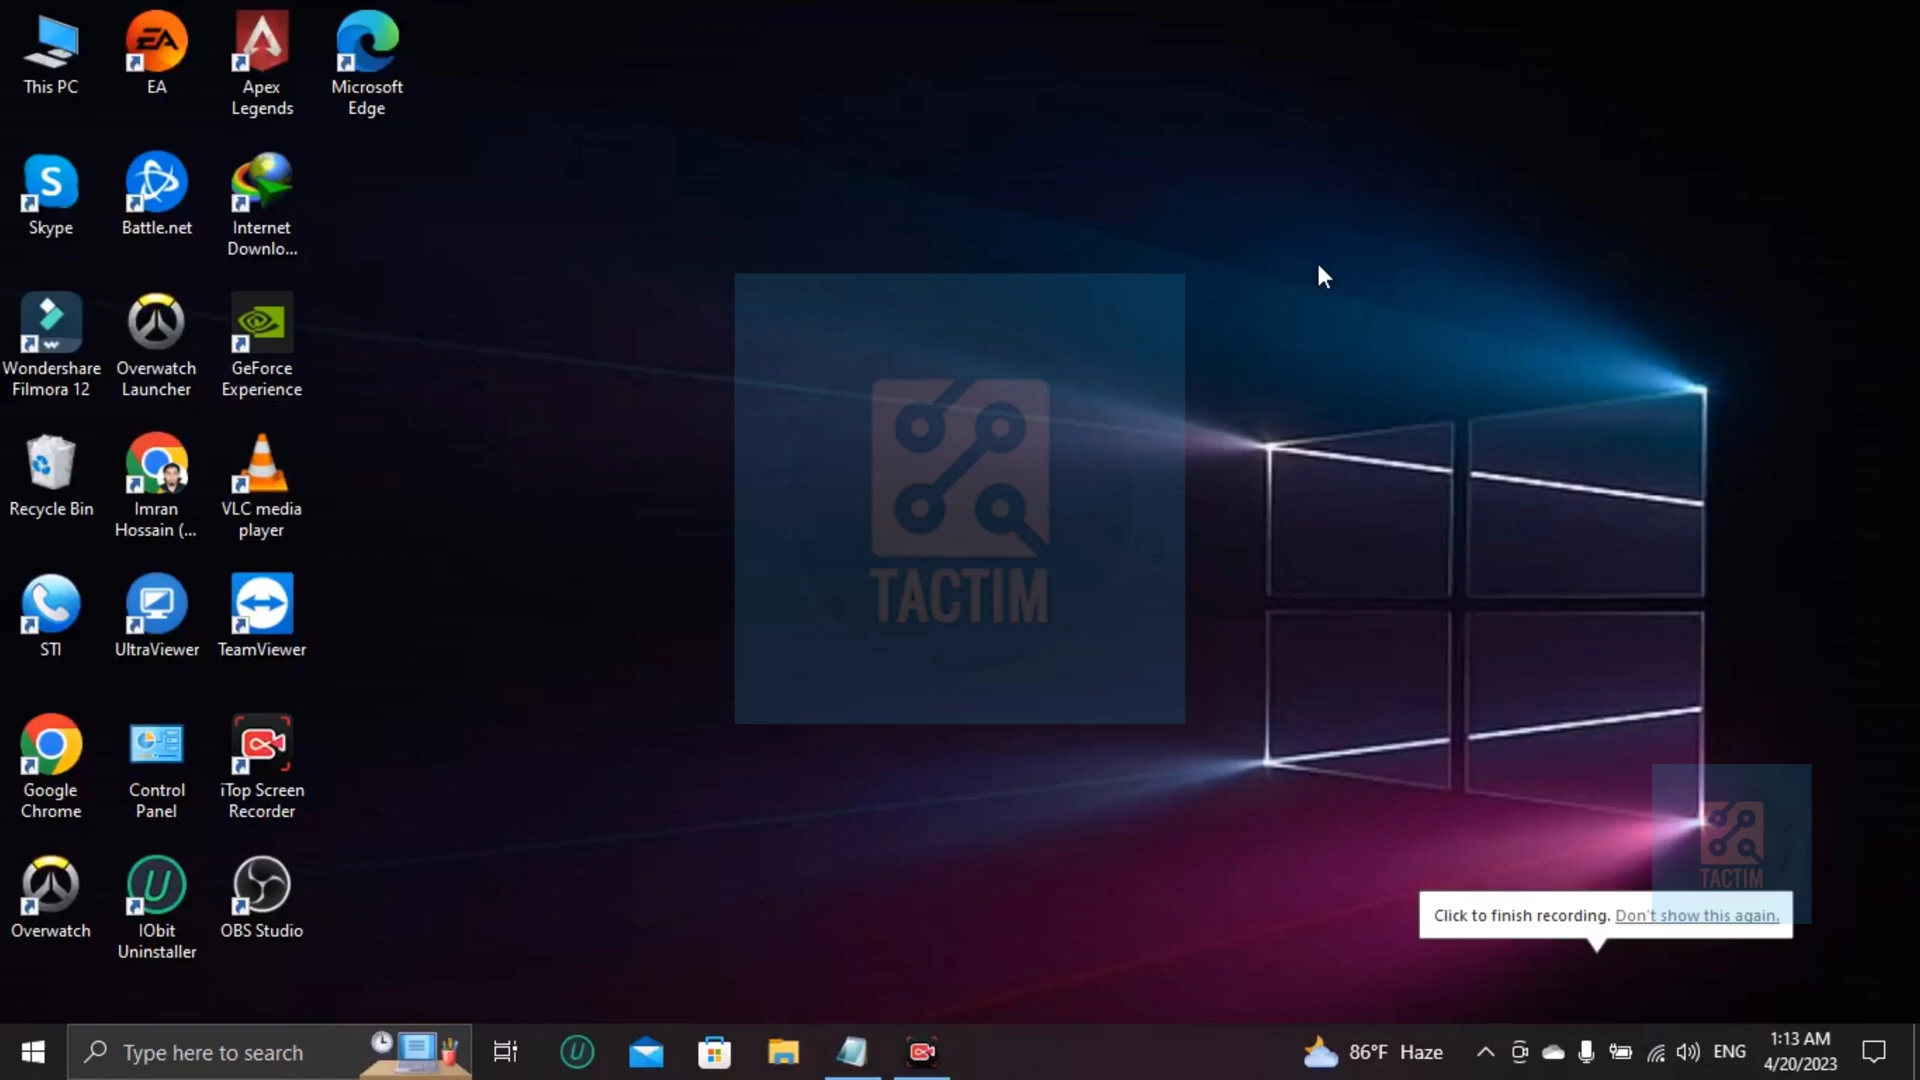 This PC
EA
Apex
Legends
Microsoft
Edge
Skype
Battle.net
Internet
Downlo...
Wondershare
Filmora 12
Overwatch
Launcher
GeForce
Experience
Recycle Bin
Imran
Hossain (...
VLC media
player
STI
UltraViewer
TeamViewer
Google
Chrome
Control
Panel
iTop Screen
Recorder
Overwatch
IObit
Uninstaller
OBS Studio
TACTIM
TACTIM
Click to finish recording. Don't show this again.
Type here to search
86°F Haze
ENG
1:13 AM
4/20/2023